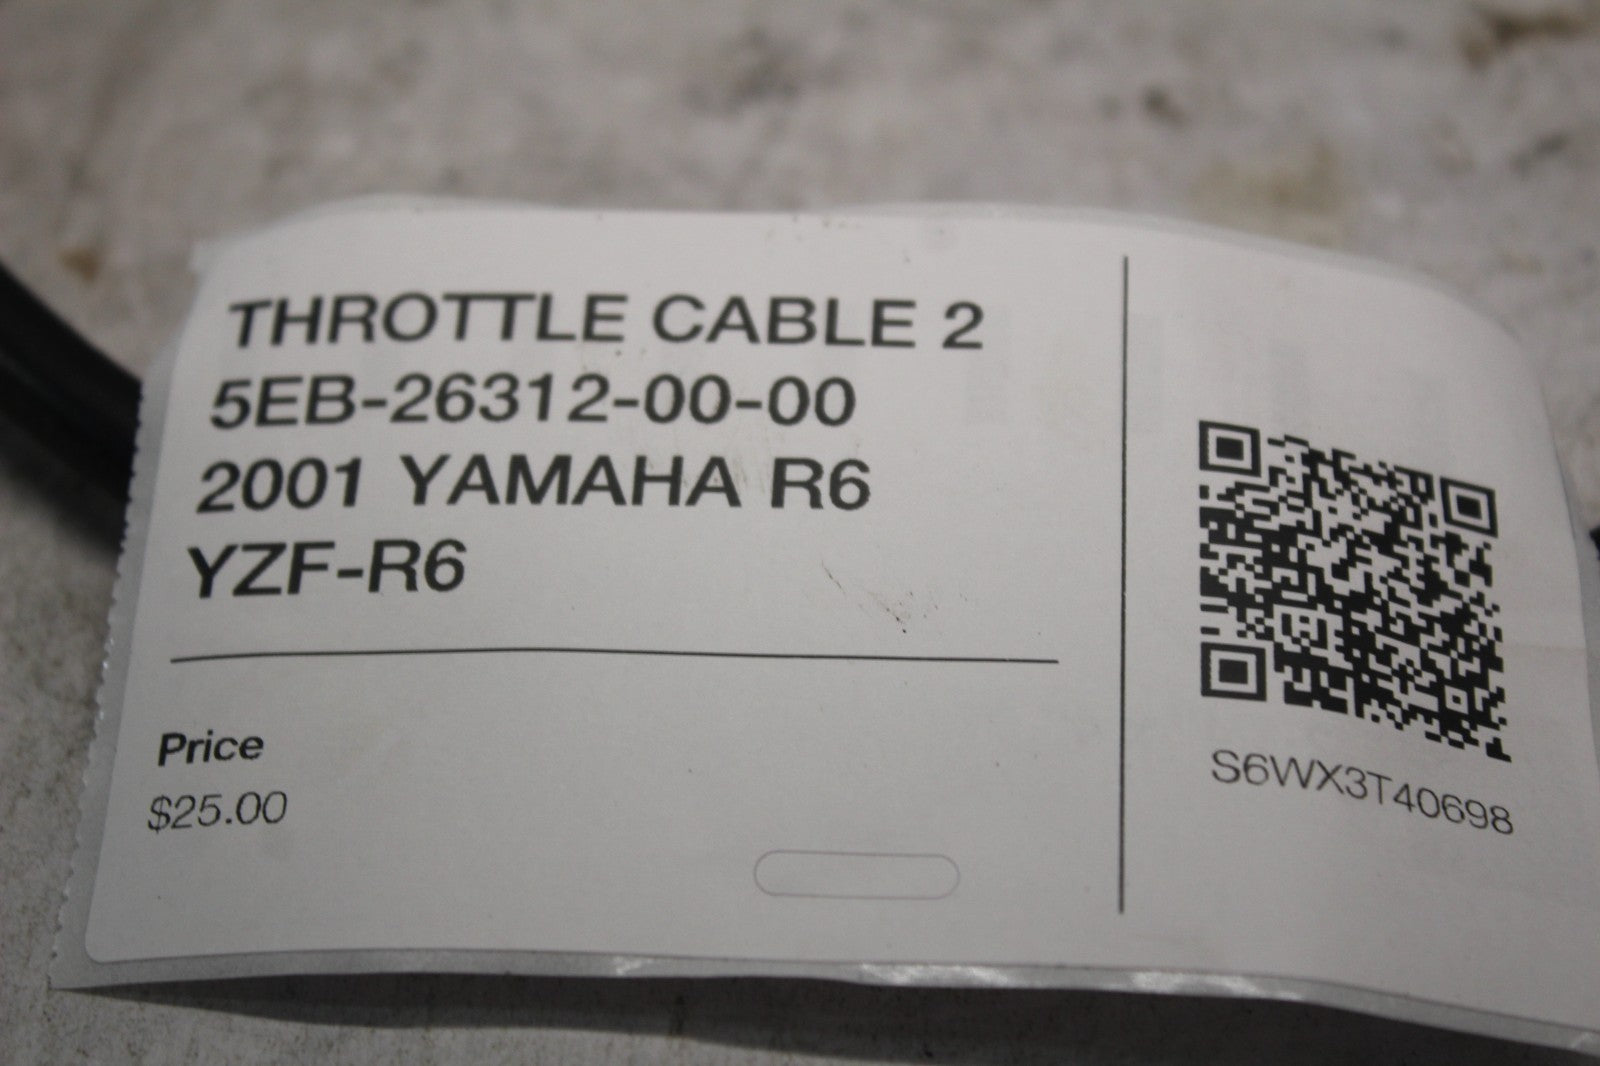 THROTTLE CABLE 2
5EB-26312-00-00
2001 YAMAHA R6
YZF-R6
Price
$25.00
S6WX3T40698